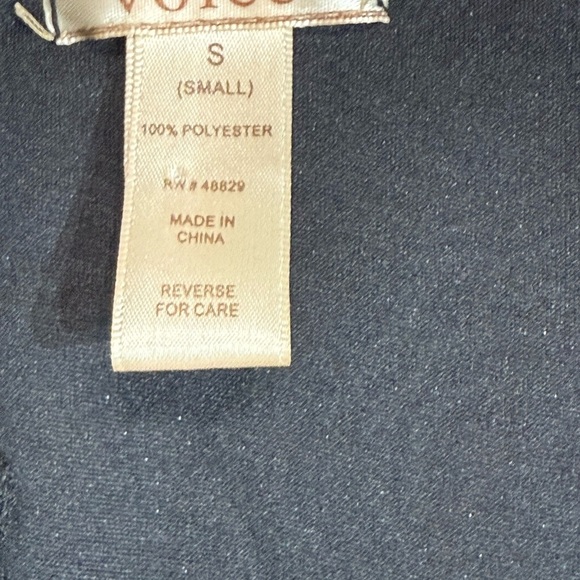 S
(SMALL)
100% POLYESTER
RN # 48829
MADE IN
CHINA
REVERSE
FOR CARE